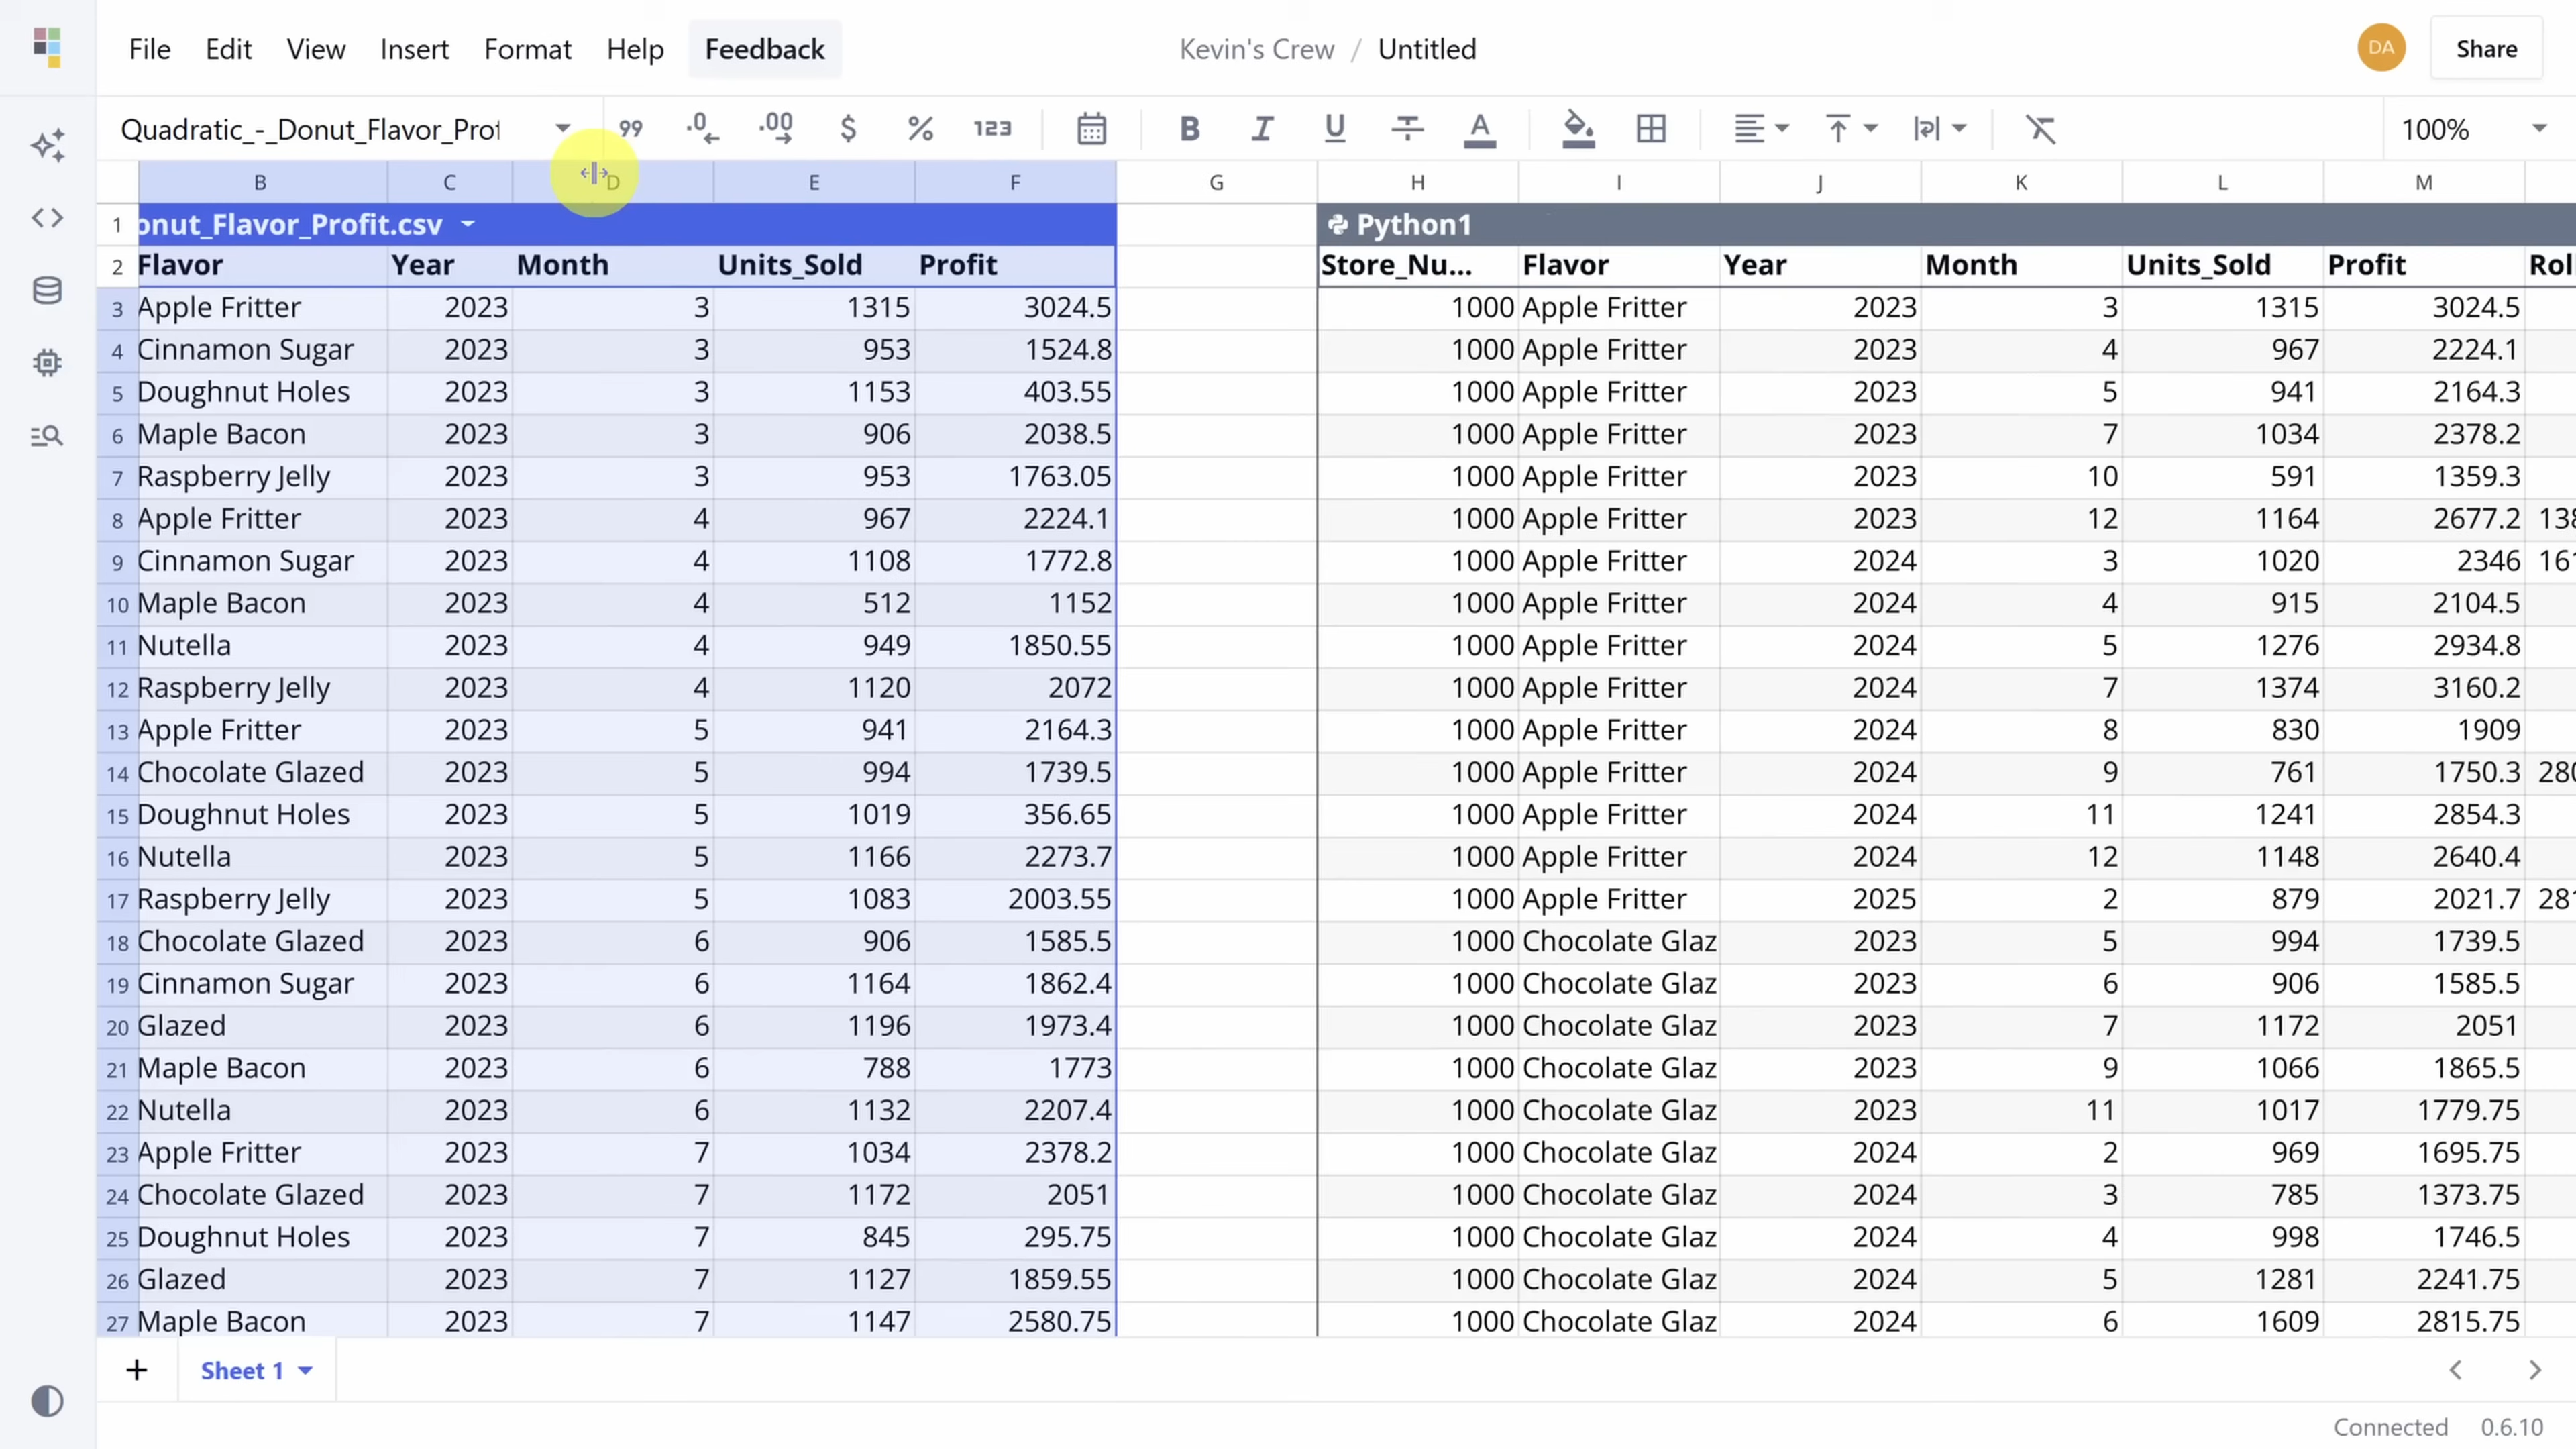 File Edit View Insert Format Help Feedback Kevin's Crew / Untitled DA Share
Quadratic_-_Donut_Flavor_Prof 99 .0 .00 $ % 123 B I U A 100%
B C D E F G H I J K L M
1 onut_Flavor_Profit.csv Python1
2 Flavor Year Month Units_Sold Profit Store_Nu... Flavor Year Month Units_Sold Profit Rol
3 Apple Fritter 2023 3 1315 3024.5 1000 Apple Fritter 2023 3 1315 3024.5
4 Cinnamon Sugar 2023 3 953 1524.8 1000 Apple Fritter 2023 4 967 2224.1
5 Doughnut Holes 2023 3 1153 403.55 1000 Apple Fritter 2023 5 941 2164.3
6 Maple Bacon 2023 3 906 2038.5 1000 Apple Fritter 2023 7 1034 2378.2
7 Raspberry Jelly 2023 3 953 1763.05 1000 Apple Fritter 2023 10 591 1359.3
8 Apple Fritter 2023 4 967 2224.1 1000 Apple Fritter 2023 12 1164 2677.2 138
9 Cinnamon Sugar 2023 4 1108 1772.8 1000 Apple Fritter 2024 3 1020 2346 161
10 Maple Bacon 2023 4 512 1152 1000 Apple Fritter 2024 4 915 2104.5
11 Nutella 2023 4 949 1850.55 1000 Apple Fritter 2024 5 1276 2934.8
12 Raspberry Jelly 2023 4 1120 2072 1000 Apple Fritter 2024 7 1374 3160.2
13 Apple Fritter 2023 5 941 2164.3 1000 Apple Fritter 2024 8 830 1909
14 Chocolate Glazed 2023 5 994 1739.5 1000 Apple Fritter 2024 9 761 1750.3 280
15 Doughnut Holes 2023 5 1019 356.65 1000 Apple Fritter 2024 11 1241 2854.3
16 Nutella 2023 5 1166 2273.7 1000 Apple Fritter 2024 12 1148 2640.4
17 Raspberry Jelly 2023 5 1083 2003.55 1000 Apple Fritter 2025 2 879 2021.7 281
18 Chocolate Glazed 2023 6 906 1585.5 1000 Chocolate Glaz 2023 5 994 1739.5
19 Cinnamon Sugar 2023 6 1164 1862.4 1000 Chocolate Glaz 2023 6 906 1585.5
20 Glazed 2023 6 1196 1973.4 1000 Chocolate Glaz 2023 7 1172 2051
21 Maple Bacon 2023 6 788 1773 1000 Chocolate Glaz 2023 9 1066 1865.5
22 Nutella 2023 6 1132 2207.4 1000 Chocolate Glaz 2023 11 1017 1779.75
23 Apple Fritter 2023 7 1034 2378.2 1000 Chocolate Glaz 2024 2 969 1695.75
24 Chocolate Glazed 2023 7 1172 2051 1000 Chocolate Glaz 2024 3 785 1373.75
25 Doughnut Holes 2023 7 845 295.75 1000 Chocolate Glaz 2024 4 998 1746.5
26 Glazed 2023 7 1127 1859.55 1000 Chocolate Glaz 2024 5 1281 2241.75
27 Maple Bacon 2023 7 1147 2580.75 1000 Chocolate Glaz 2024 6 1609 2815.75
+ Sheet 1
Connected 0.6.10